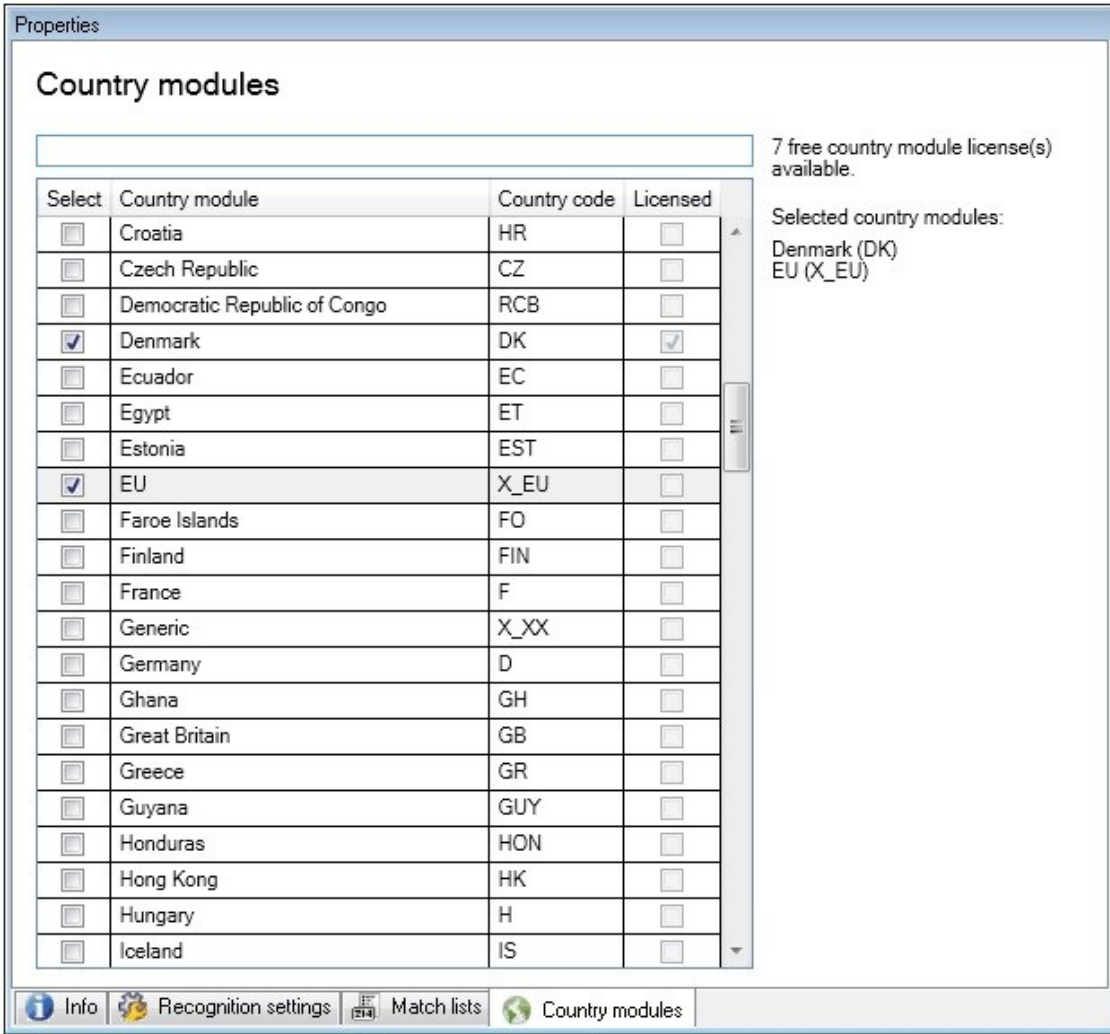 Properties
Country modules
7 free country module license(s)
available.
Selected country modules:
Denmark (DK)
EU (X_EU)
Select Country module Country code Licensed
Croatia HR
Czech Republic CZ
Democratic Republic of Congo RCB
Denmark DK
Ecuador EC
Egypt ET
Estonia EST
EU X_EU
Faroe Islands FO
Finland FIN
France F
Generic X_XX
Germany D
Ghana GH
Great Britain GB
Greece GR
Guyana GUY
Honduras HON
Hong Kong HK
Hungary H
Iceland IS
Info Recognition settings Match lists Country modules